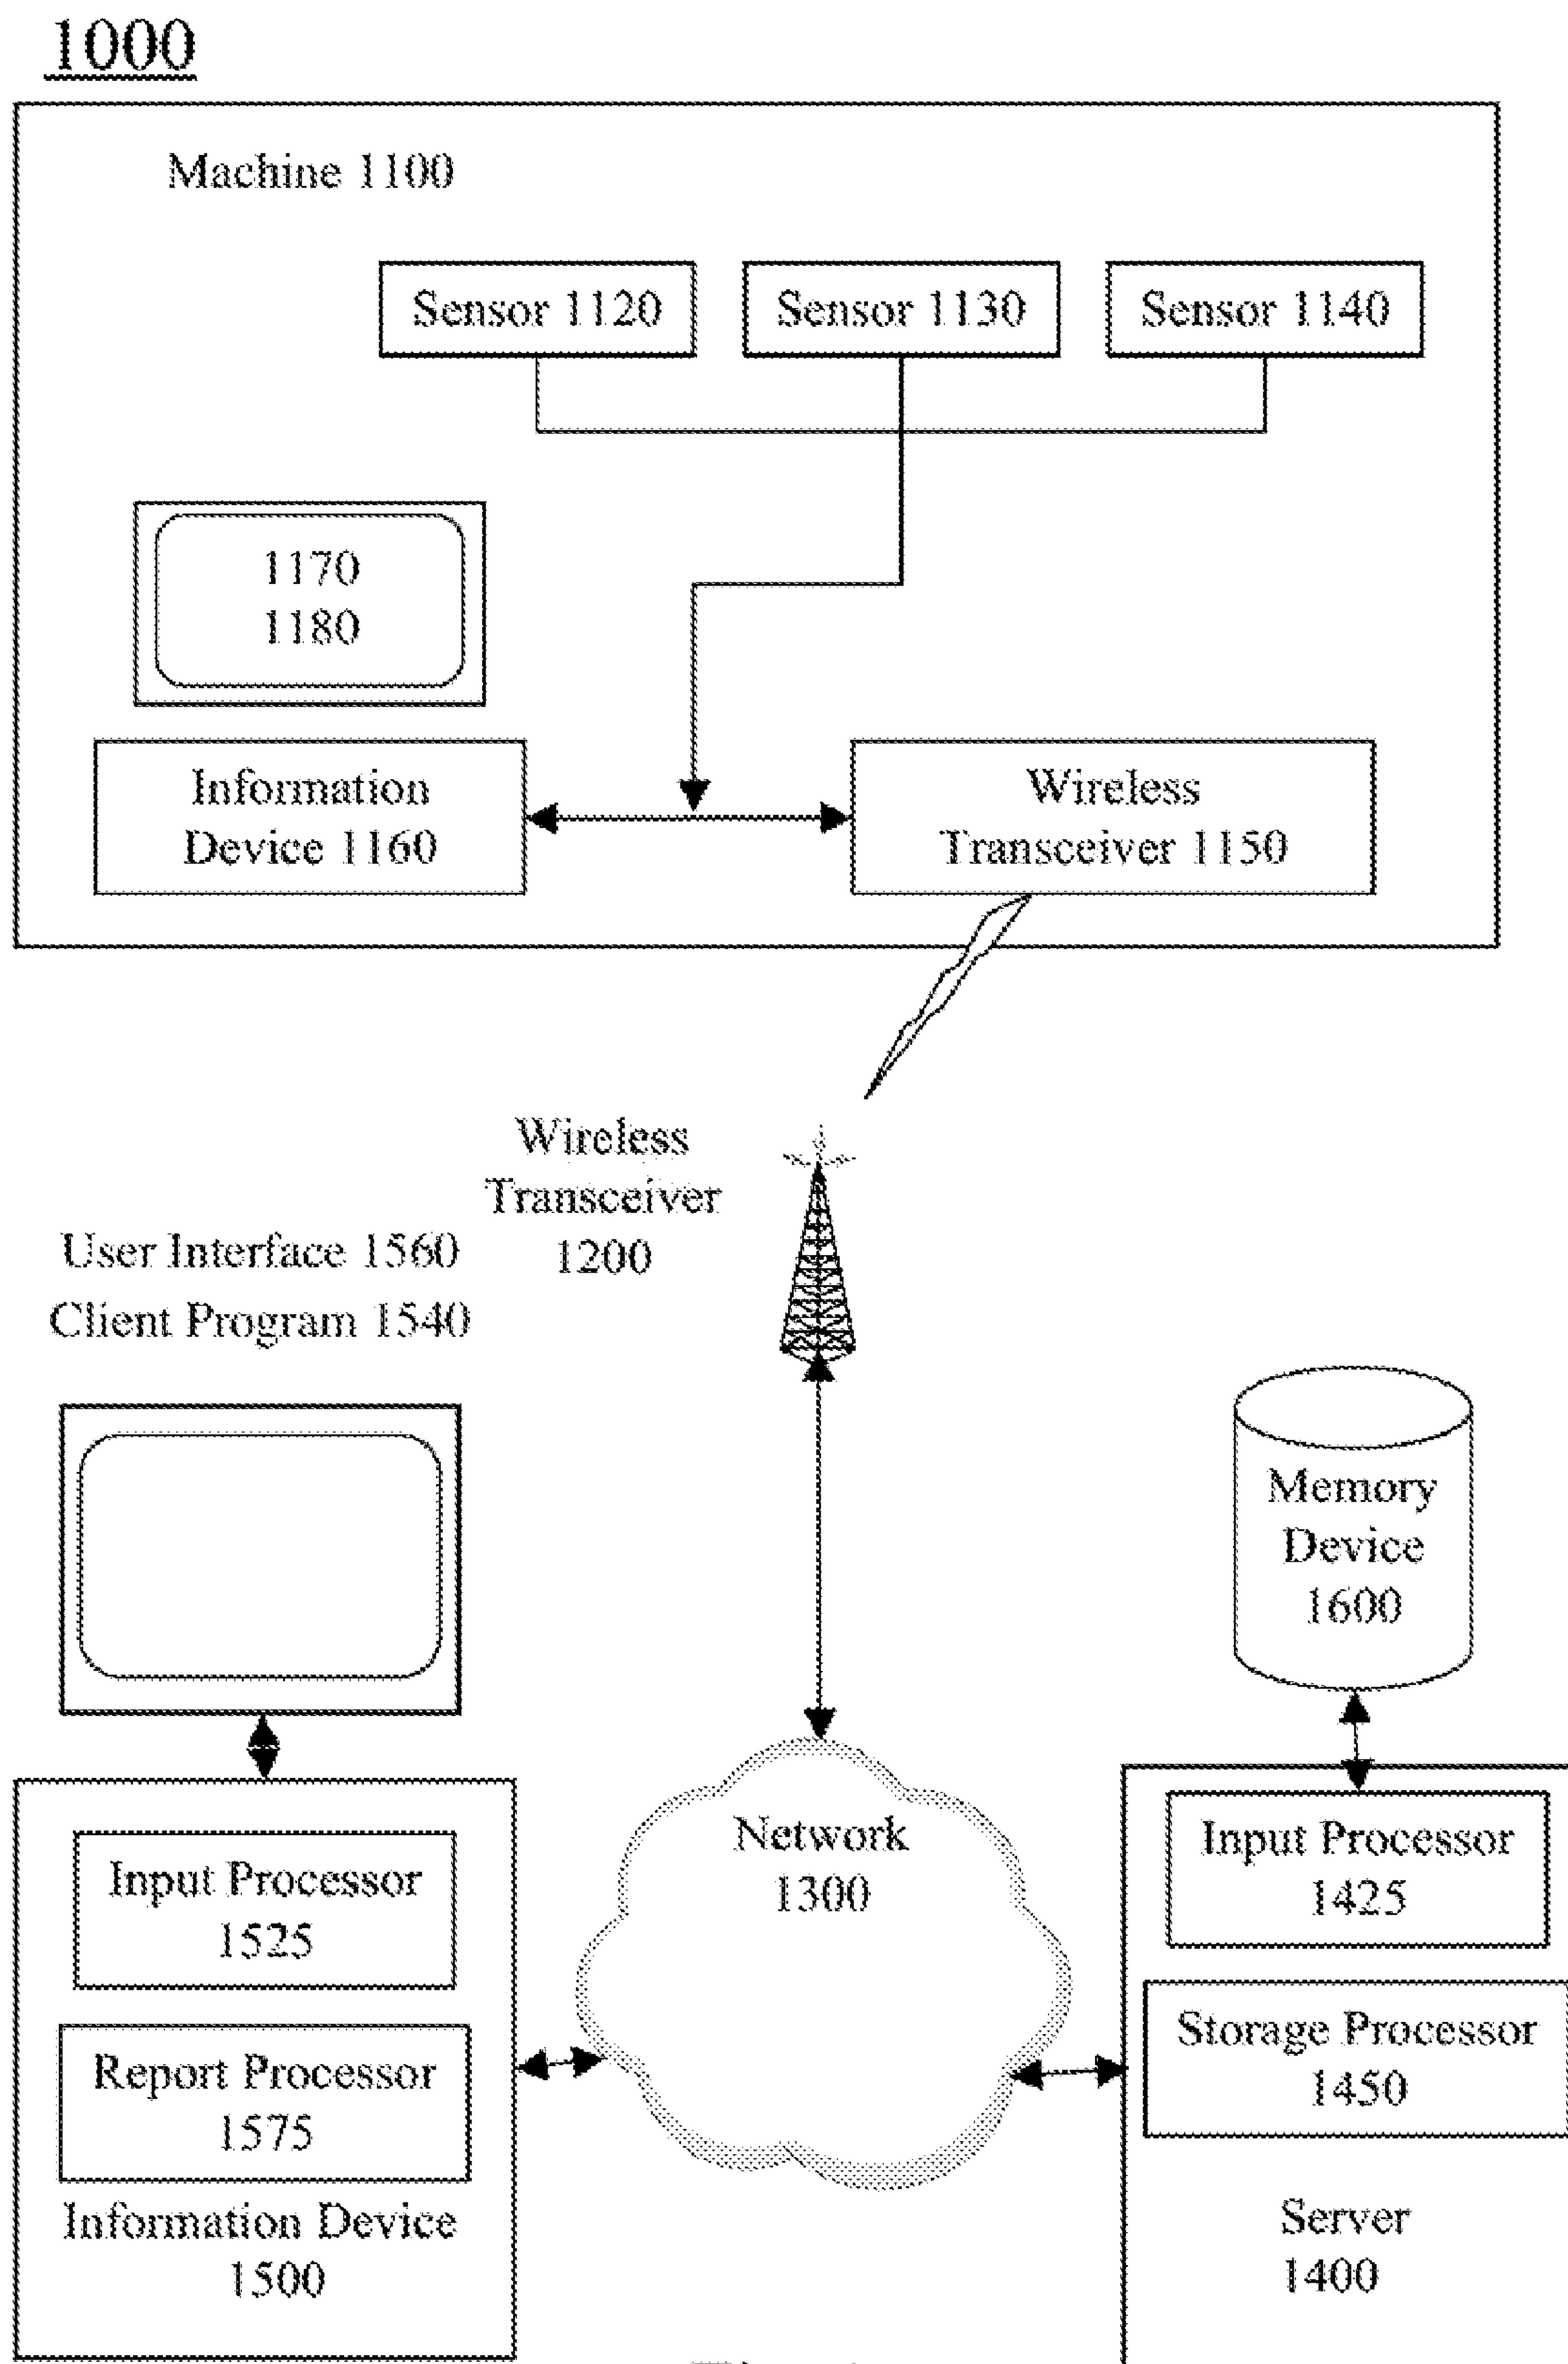 1000
Machine 1100
Sensor 1120
Sensor 1130
Sensor 1140
1170
1180
Information
Device 1160
Wireless
Transceiver 1150
Wireless
Transceiver
1200
User Interface 1560
Client Program 1540
Memory
Device
1600
Network
1300
Input Processor
1525
Report Processor
1575
Information Device
1500
Input Processor
1425
Storage Processor
1450
Server
1400